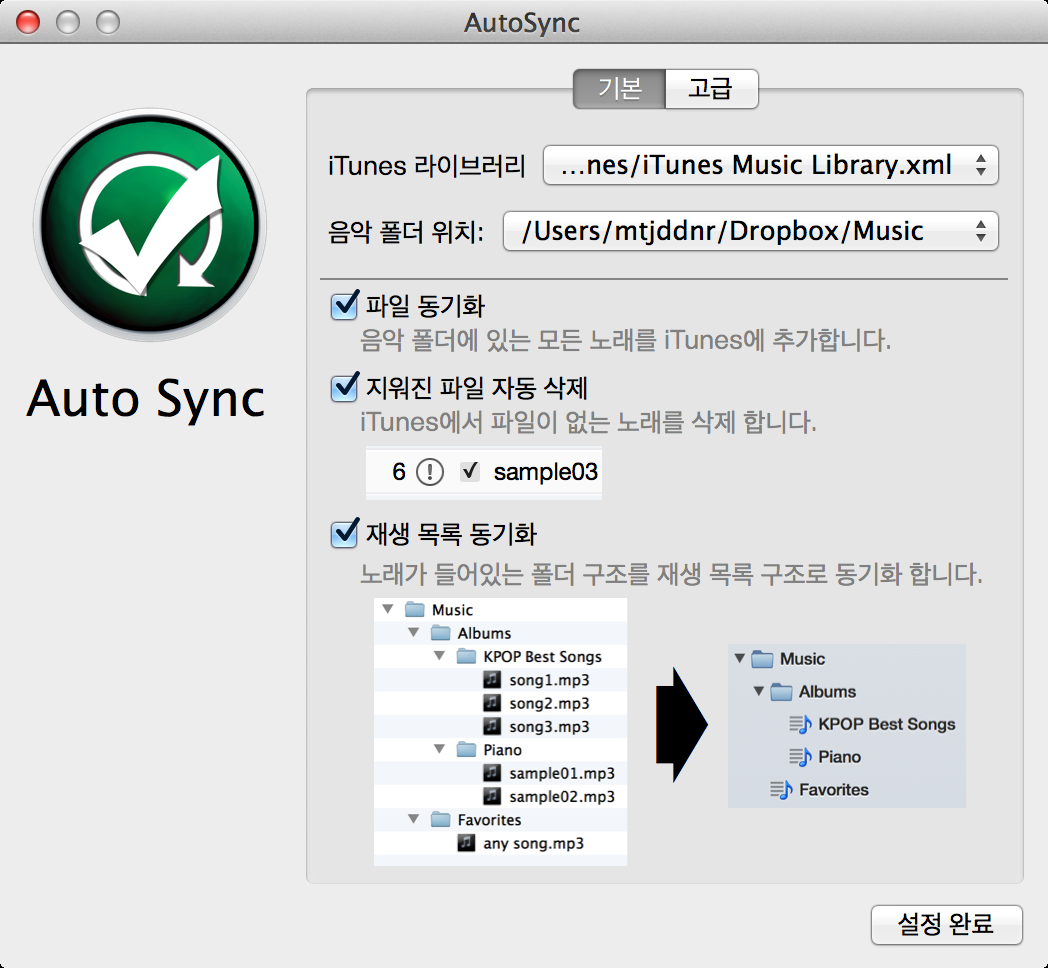 AutoSync
기본 고급
Auto Sync
iTunes 라이브러리 ...nes/iTunes Music Library.xml
음악 폴더 위치: /Users/mtjddnr/Dropbox/Music
파일 동기화
음악 폴더에 있는 모든 노래를 iTunes에 추가합니다.
지워진 파일 자동 삭제
iTunes에서 파일이 없는 노래를 삭제 합니다.
6 sample03
재생 목록 동기화
노래가 들어있는 폴더 구조를 재생 목록 구조로 동기화 합니다.
Music
Albums
KPOP Best Songs
song1.mp3
song2.mp3
song3.mp3
Piano
sample01.mp3
sample02.mp3
Favorites
any song.mp3
Music
Albums
KPOP Best Songs
Piano
Favorites
설정 완료